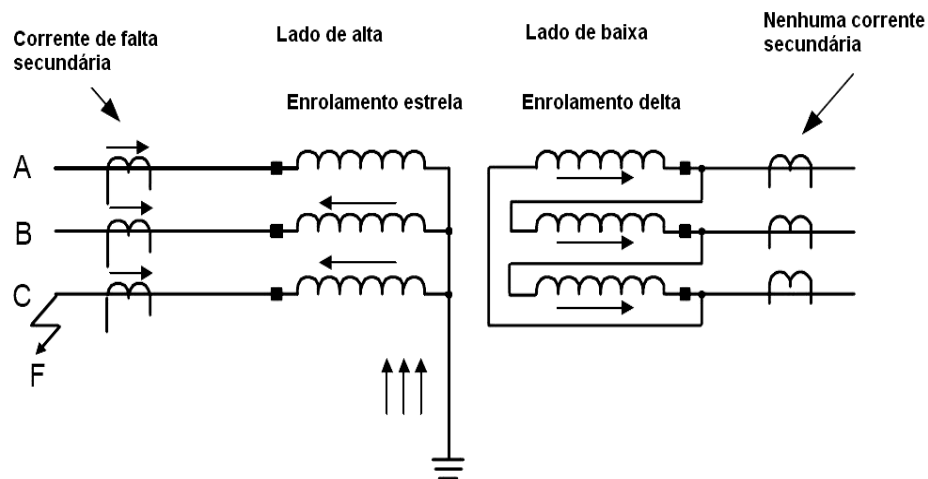 Corrente de falta
secundária
Lado de alta
Lado de baixa
Nenhuma corrente
secundária
Enrolamento estrela
Enrolamento delta
A
B
C
F